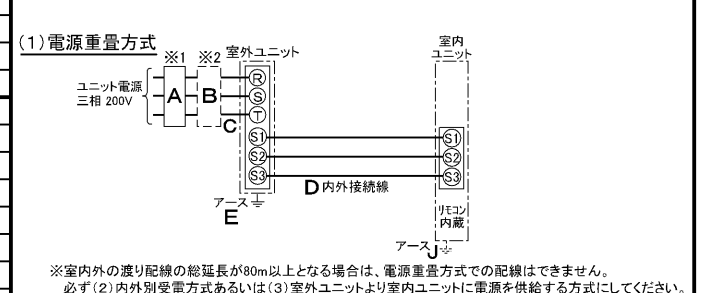 (1)電源重畳方式
※1 ※2 室外ユニット
室内
ユニット
ユニット電源
三相 200V
A
B
C
R
S
T
S1
S2
S3
S1
S2
S3
D 内外接続線
アース
E
リモコン
内蔵
アース J
※室内外の渡り配線の総延長が80m以上となる場合は、電源重畳方式での配線はできません。
必ず(2)内外別受電方式あるいは(3)室外ユニットより室内ユニットに電源を供給する方式にしてください。